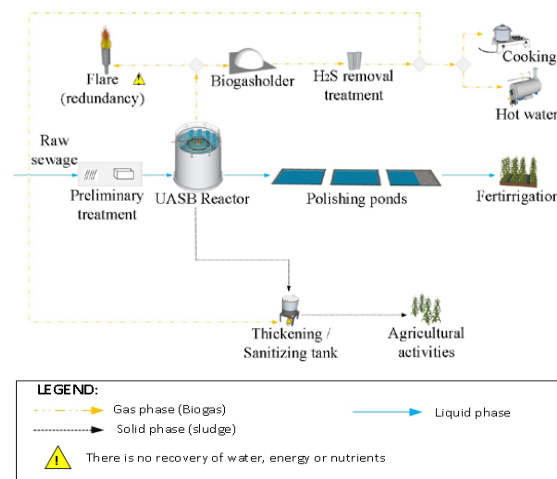 Cooking
Flare
(redundancy)
Biogasholder
H2S removal
treatment
Hot water
Raw
sewage
Preliminary
treatment
UASB Reactor
Polishing ponds
Fertirrigation
Thickening /
Sanitizing tank
Agricultural
activities
LEGEND:
Gas phase (Biogas)
Liquid phase
Solid phase (sludge)
! There is no recovery of water, energy or nutrients